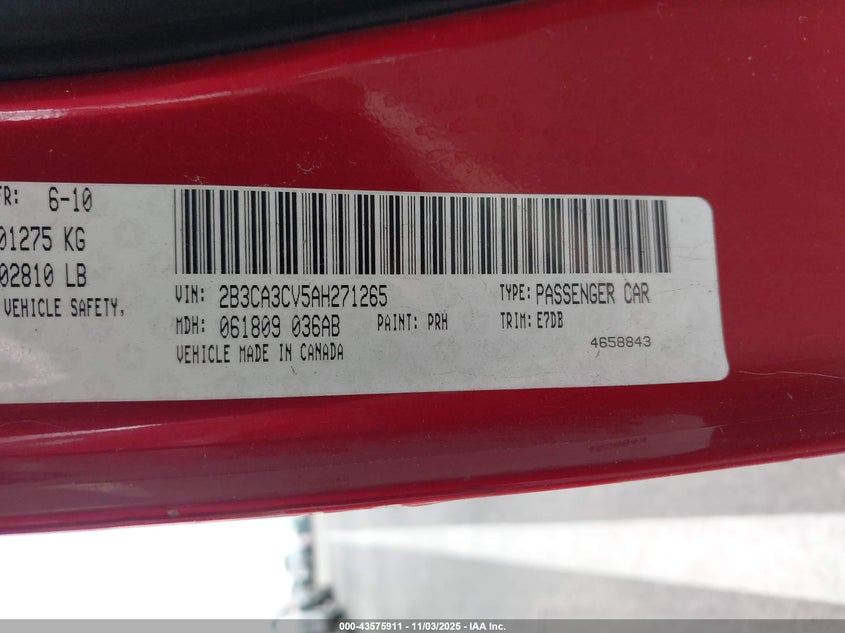 FR: 6-10
01275 KG
02810 LB
VEHICLE SAFETY,
VIN: 2B3CA3CV5AH271265 TYPE: PASSENGER CAR
MDH: 061809 036AB PAINT: PRH TRIM: E7DB
VEHICLE MADE IN CANADA 4658843
000-43575911 - 11/03/2025 - IAA Inc.